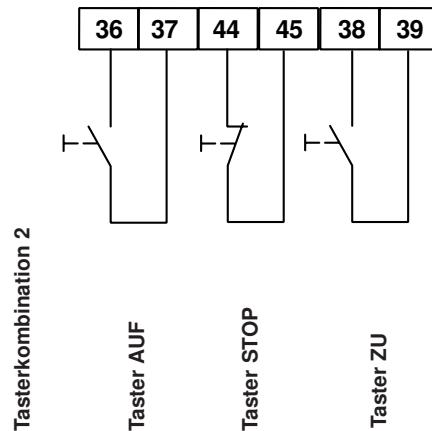 36 37 44 45 38 39
Tasterkombination 2
Taster AUF
Taster STOP
Taster ZU